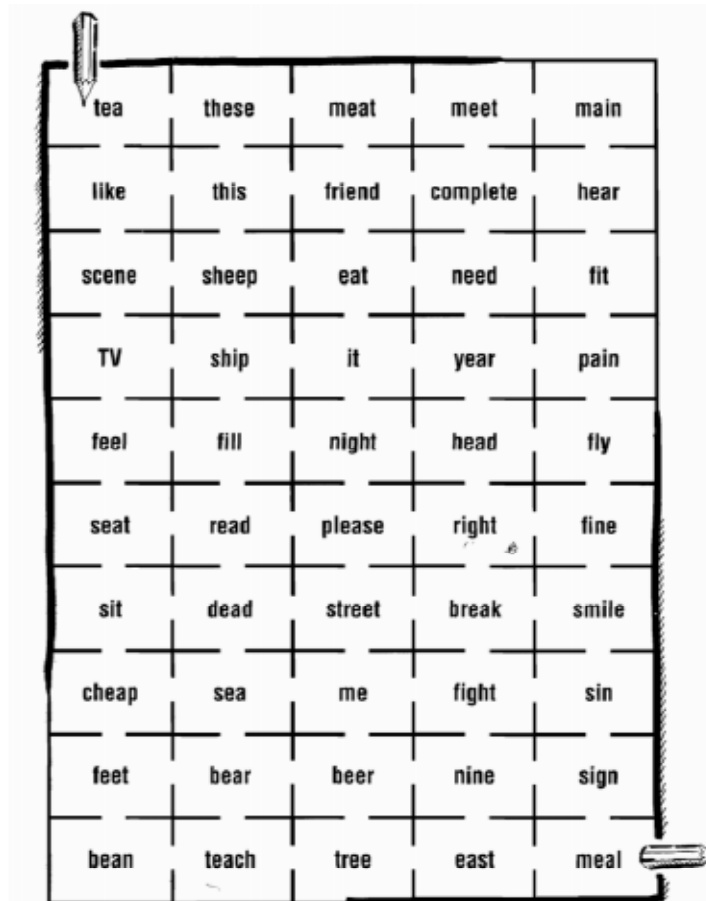 tea these meat meet main
like this friend complete hear
scene sheep eat need fit
TV ship it year pain
feel fill night head fly
seat read please right fine
sit dead street break smile
cheap sea me fight sin
feet bear beer nine sign
bean teach tree east meal